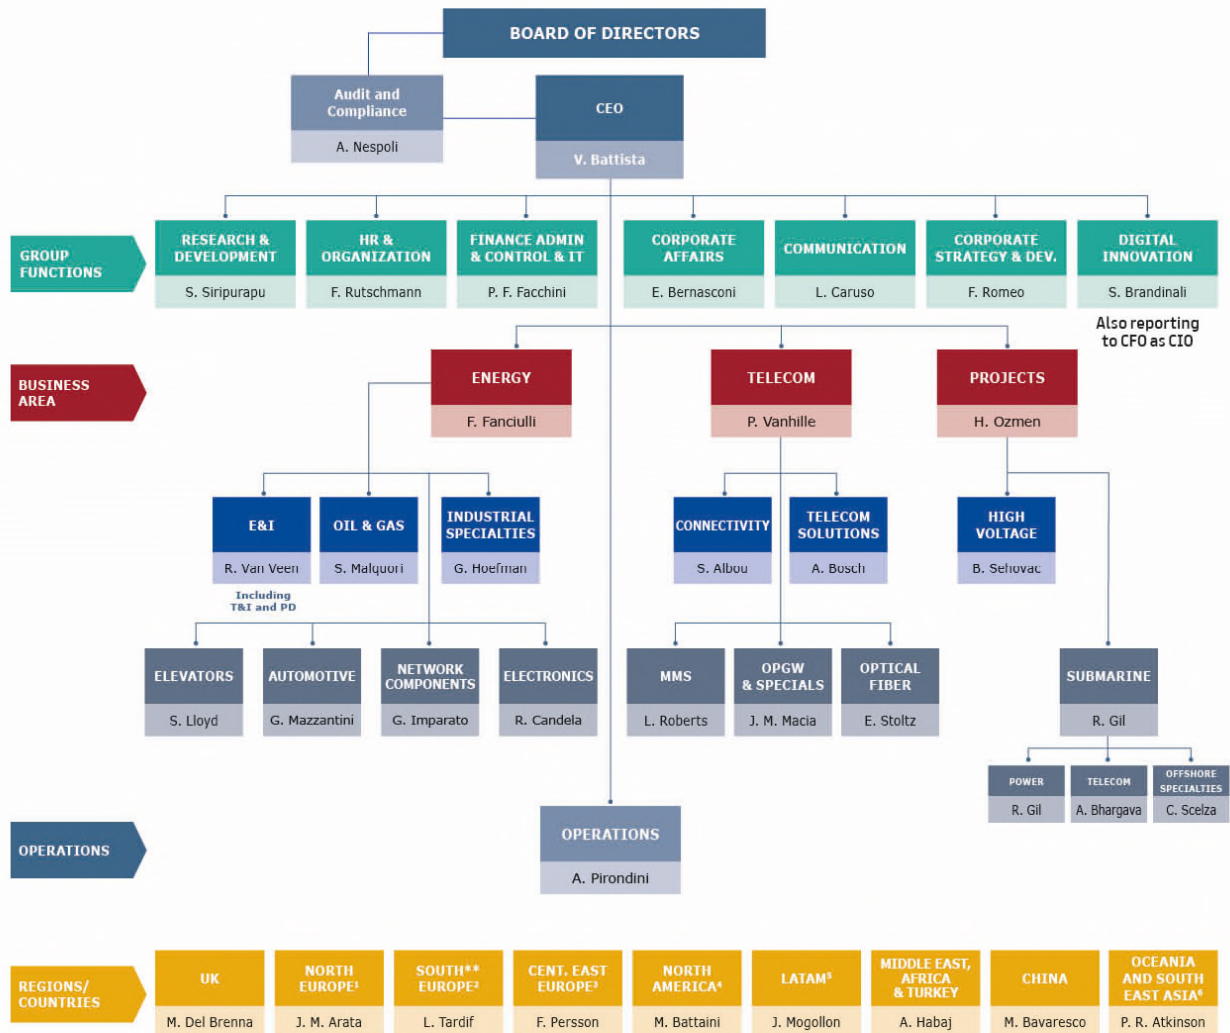 BOARD OF DIRECTORS
Audit and
Compliance
A. Nespoli
CEO
V. Battista
GROUP
FUNCTIONS
RESEARCH &
DEVELOPMENT
S. Siripurapu
HR &
ORGANIZATION
F. Rutschmann
FINANCE ADMIN
& CONTROL & IT
P. F. Facchini
CORPORATE
AFFAIRS
E. Bernasconi
COMMUNICATION
L. Caruso
CORPORATE
STRATEGY & DEV.
F. Romeo
DIGITAL
INNOVATION
S. Brandinali
Also reporting
to CFO as CIO
BUSINESS
AREA
ENERGY
F. Fanciulli
TELECOM
P. Vanhille
PROJECTS
H. Ozmen
E&I
R. Van Veen
Including
T&I and PD
OIL & GAS
S. Malquori
INDUSTRIAL
SPECIALTIES
G. Hoefman
CONNECTIVITY
S. Albou
TELECOM
SOLUTIONS
A. Bosch
HIGH
VOLTAGE
B. Sehovac
ELEVATORS
S. Lloyd
AUTOMOTIVE
G. Mazzantini
NETWORK
COMPONENTS
G. Imparato
ELECTRONICS
R. Candela
MMS
L. Roberts
OPGW
& SPECIALS
J. M. Macia
OPTICAL
FIBER
E. Stoltz
SUBMARINE
R. Gil
POWER
R. Gil
TELECOM
A. Bhargava
OFFSHORE
SPECIALTIES
C. Scelza
OPERATIONS
OPERATIONS
A. Pirondini
REGIONS/
COUNTRIES
UK
M. Del Brenna
NORTH
EUROPE¹
J. M. Arata
SOUTH**
EUROPE²
L. Tardif
CENT. EAST
EUROPE³
F. Persson
NORTH
AMERICA⁴
M. Battaini
LATAM⁵
J. Mogollon
MIDDLE EAST,
AFRICA
& TURKEY
A. Habaj
CHINA
M. Bavaresco
OCEANIA
AND SOUTH
EAST ASIA⁶
P. R. Atkinson